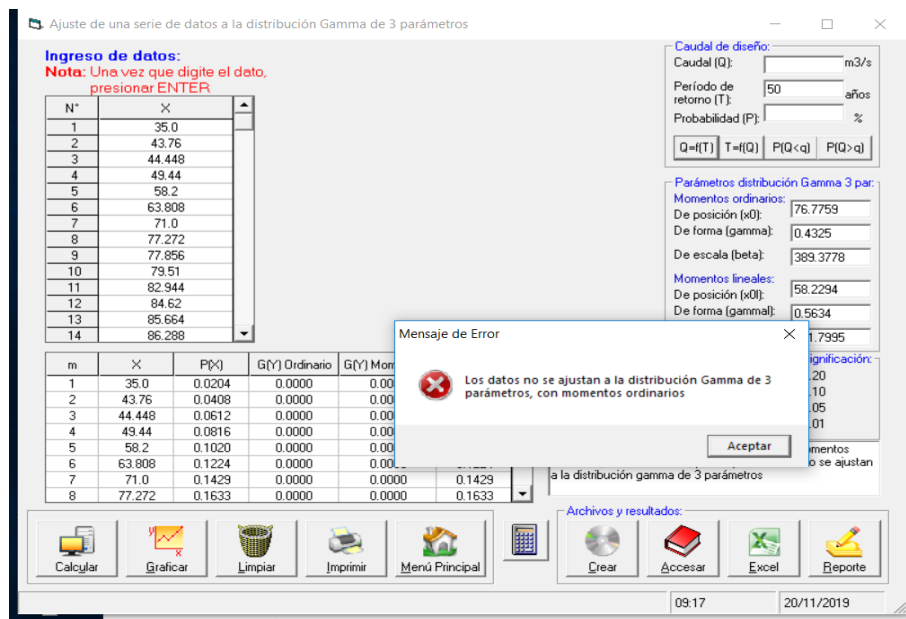 Ajuste de una serie de datos a la distribución Gamma de 3 parámetros
Ingreso de datos:
Nota: Una vez que digite el dato,
presionar ENTER
N° X
1 35.0
2 43.76
3 44.448
4 49.44
5 58.2
6 63.808
7 71.0
8 77.272
9 77.856
10 79.51
11 82.944
12 84.62
13 85.664
14 86.288
Caudal de diseño:
Caudal (Q): m3/s
Período de
retorno (T): 50 años
Probabilidad (P): %
Q=f(T) T=f(Q) P(Q<q) P(Q>q)
Parámetros distribución Gamma 3 par:
Momentos ordinarios:
De posición (x0): 76.7759
De forma (gamma): 0.4325
De escala (beta): 389.3778
Momentos lineales:
De posición (x0l): 58.2294
De forma (gammal): 0.5634
1.7995
ignificación:
.20
.10
.05
.01
Mensaje de Error
Los datos no se ajustan a la distribución Gamma de 3
parámetros, con momentos ordinarios
Aceptar
m X P(X) G(Y) Ordinario G(Y) Mom
1 35.0 0.0204 0.0000 0.00
2 43.76 0.0408 0.0000 0.00
3 44.448 0.0612 0.0000 0.00
4 49.44 0.0816 0.0000 0.00
5 58.2 0.1020 0.0000 0.00
6 63.808 0.1224 0.0000
7 71.0 0.1429 0.0000 0.0000 0.1429
8 77.272 0.1633 0.0000 0.0000 0.1633
momentos
o se ajustan
a la distribución gamma de 3 parámetros
Calcular Graficar Limpiar Imprimir Menú Principal
Archivos y resultados:
Crear Accesar Excel Reporte
09:17 20/11/2019